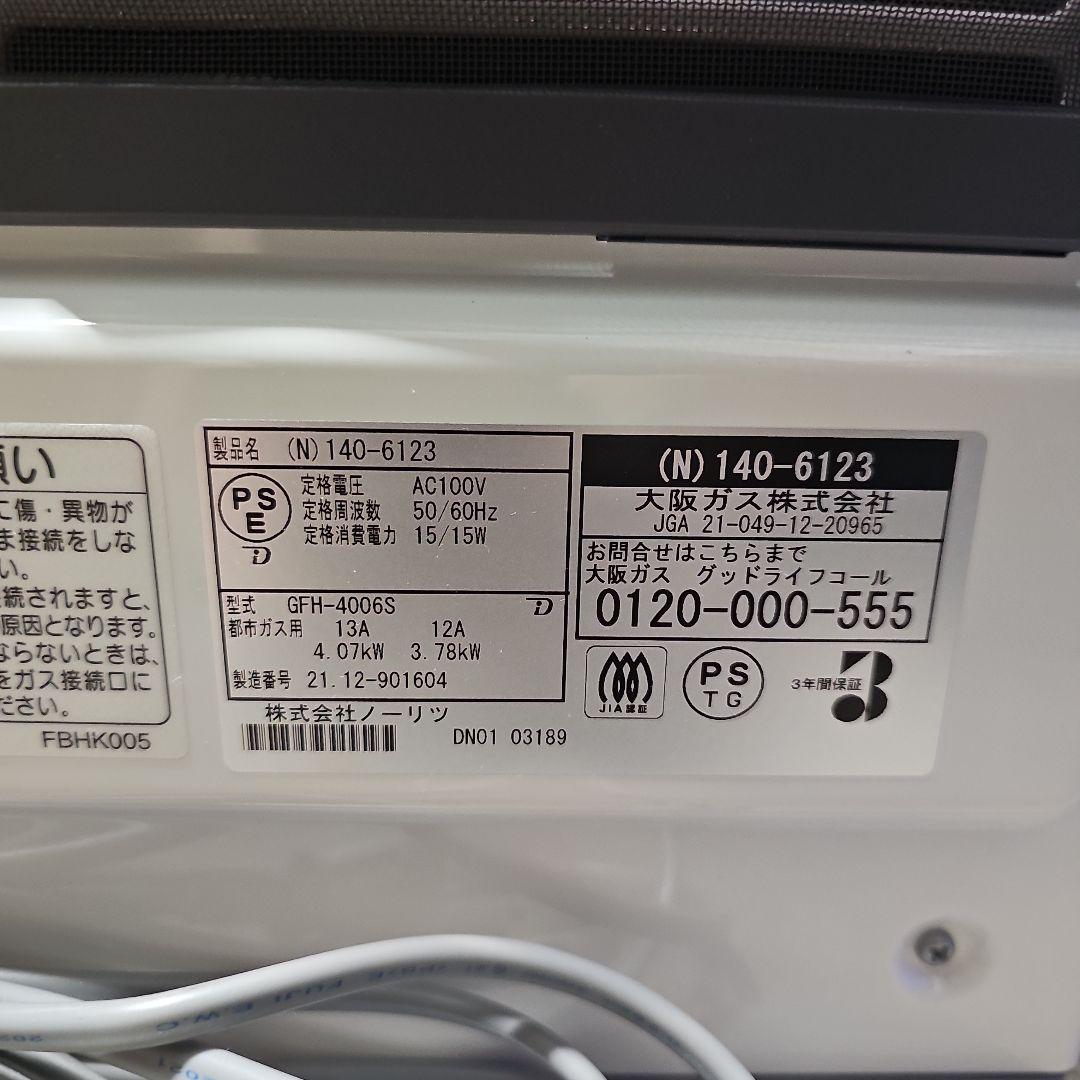 願い
に傷・異物が
ま接続をしな
い。
続されますと、
原因となります。
ならないときは、
をガス接続口に
ださい。
FBHK005
製品名 (N)140-6123
PS
E
定格電圧 AC100V
定格周波数 50/60Hz
定格消費電力 15/15W
型式 GFH-4006S
都市ガス用 13A 12A
4.07kW 3.78kW
製造番号 21.12-901604
株式会社ノーリツ
DN01 03189
(N)140-6123
大阪ガス株式会社
JGA 21-049-12-20965
お問合せはこちらまで
大阪ガス グッドライフコール
0120-000-555
JIA認証
PS
TG
3年間保証
3
FUJI E.W.C